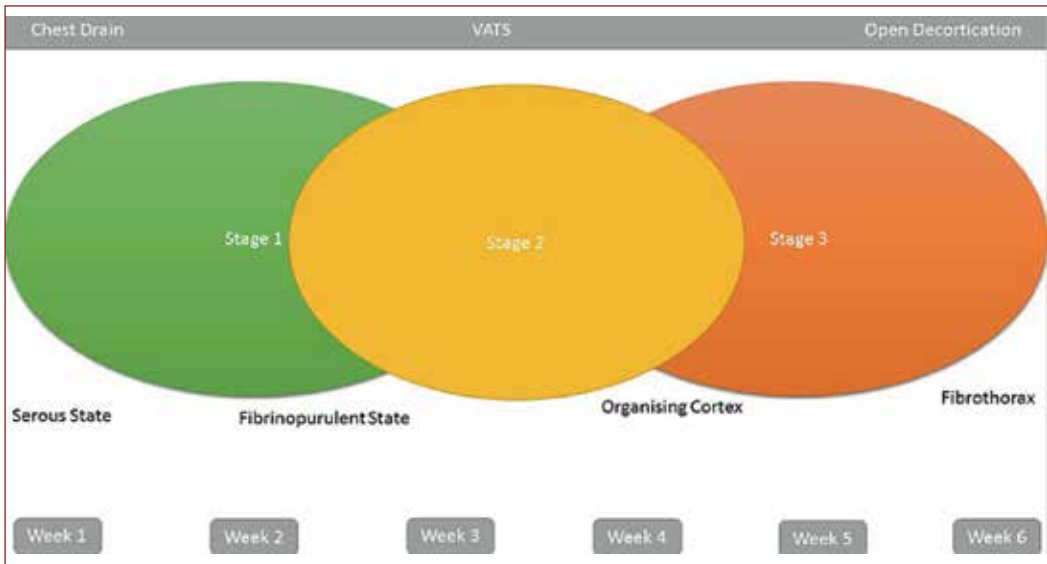 Chest Drain VATS Open Decortication
Stage 1 Stage 2 Stage 3
Serous State Fibrinopurulent State Organising Cortex Fibrothorax
Week 1 Week 2 Week 3 Week 4 Week 5 Week 6